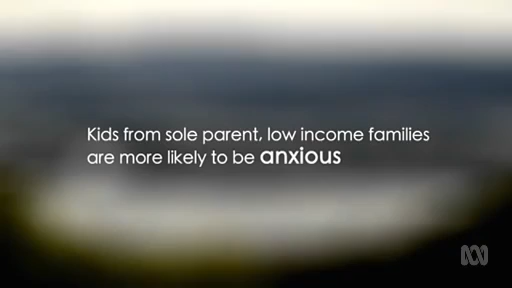 Kids from sole parent, low income families
are more likely to be anxious